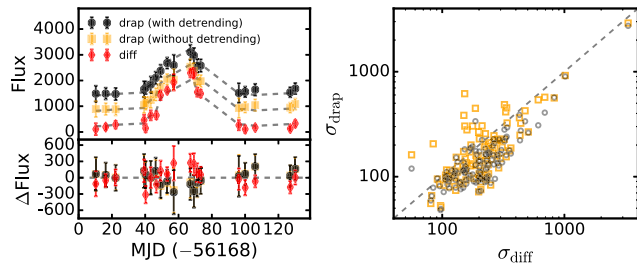 drap (with detrending)
drap (without detrending)
diff
Flux
4000
3000
2000
1000
0
ΔFlux
600
300
0
−300
−600
0 20 40 60 80 100 120
MJD (−56168)
σdrap
1000
100
100 1000
σdiff